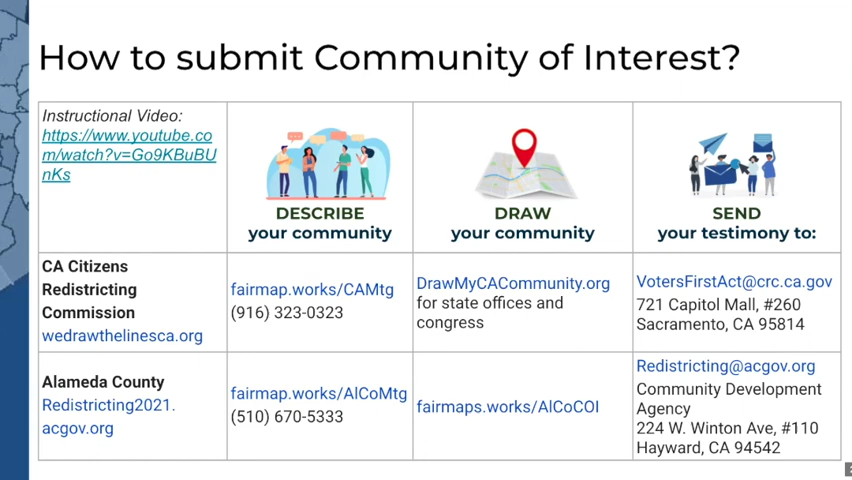 How to submit Community of Interest?
Instructional Video:
https://www.youtube.co
m/watch?v=Go9KBuBU
nKs
DESCRIBE
your community
DRAW
your community
SEND
your testimony to:
CA Citizens
Redistricting
Commission
wedrawthelinesca.org
fairmap.works/CAMtg
(916) 323-0323
DrawMyCACommunity.org
for state offices and
congress
VotersFirstAct@crc.ca.gov
721 Capitol Mall, #260
Sacramento, CA 95814
Alameda County
Redistricting2021.
acgov.org
fairmap.works/AlCoMtg
(510) 670-5333
fairmaps.works/AlCoCOI
Redistricting@acgov.org
Community Development
Agency
224 W. Winton Ave, #110
Hayward, CA 94542